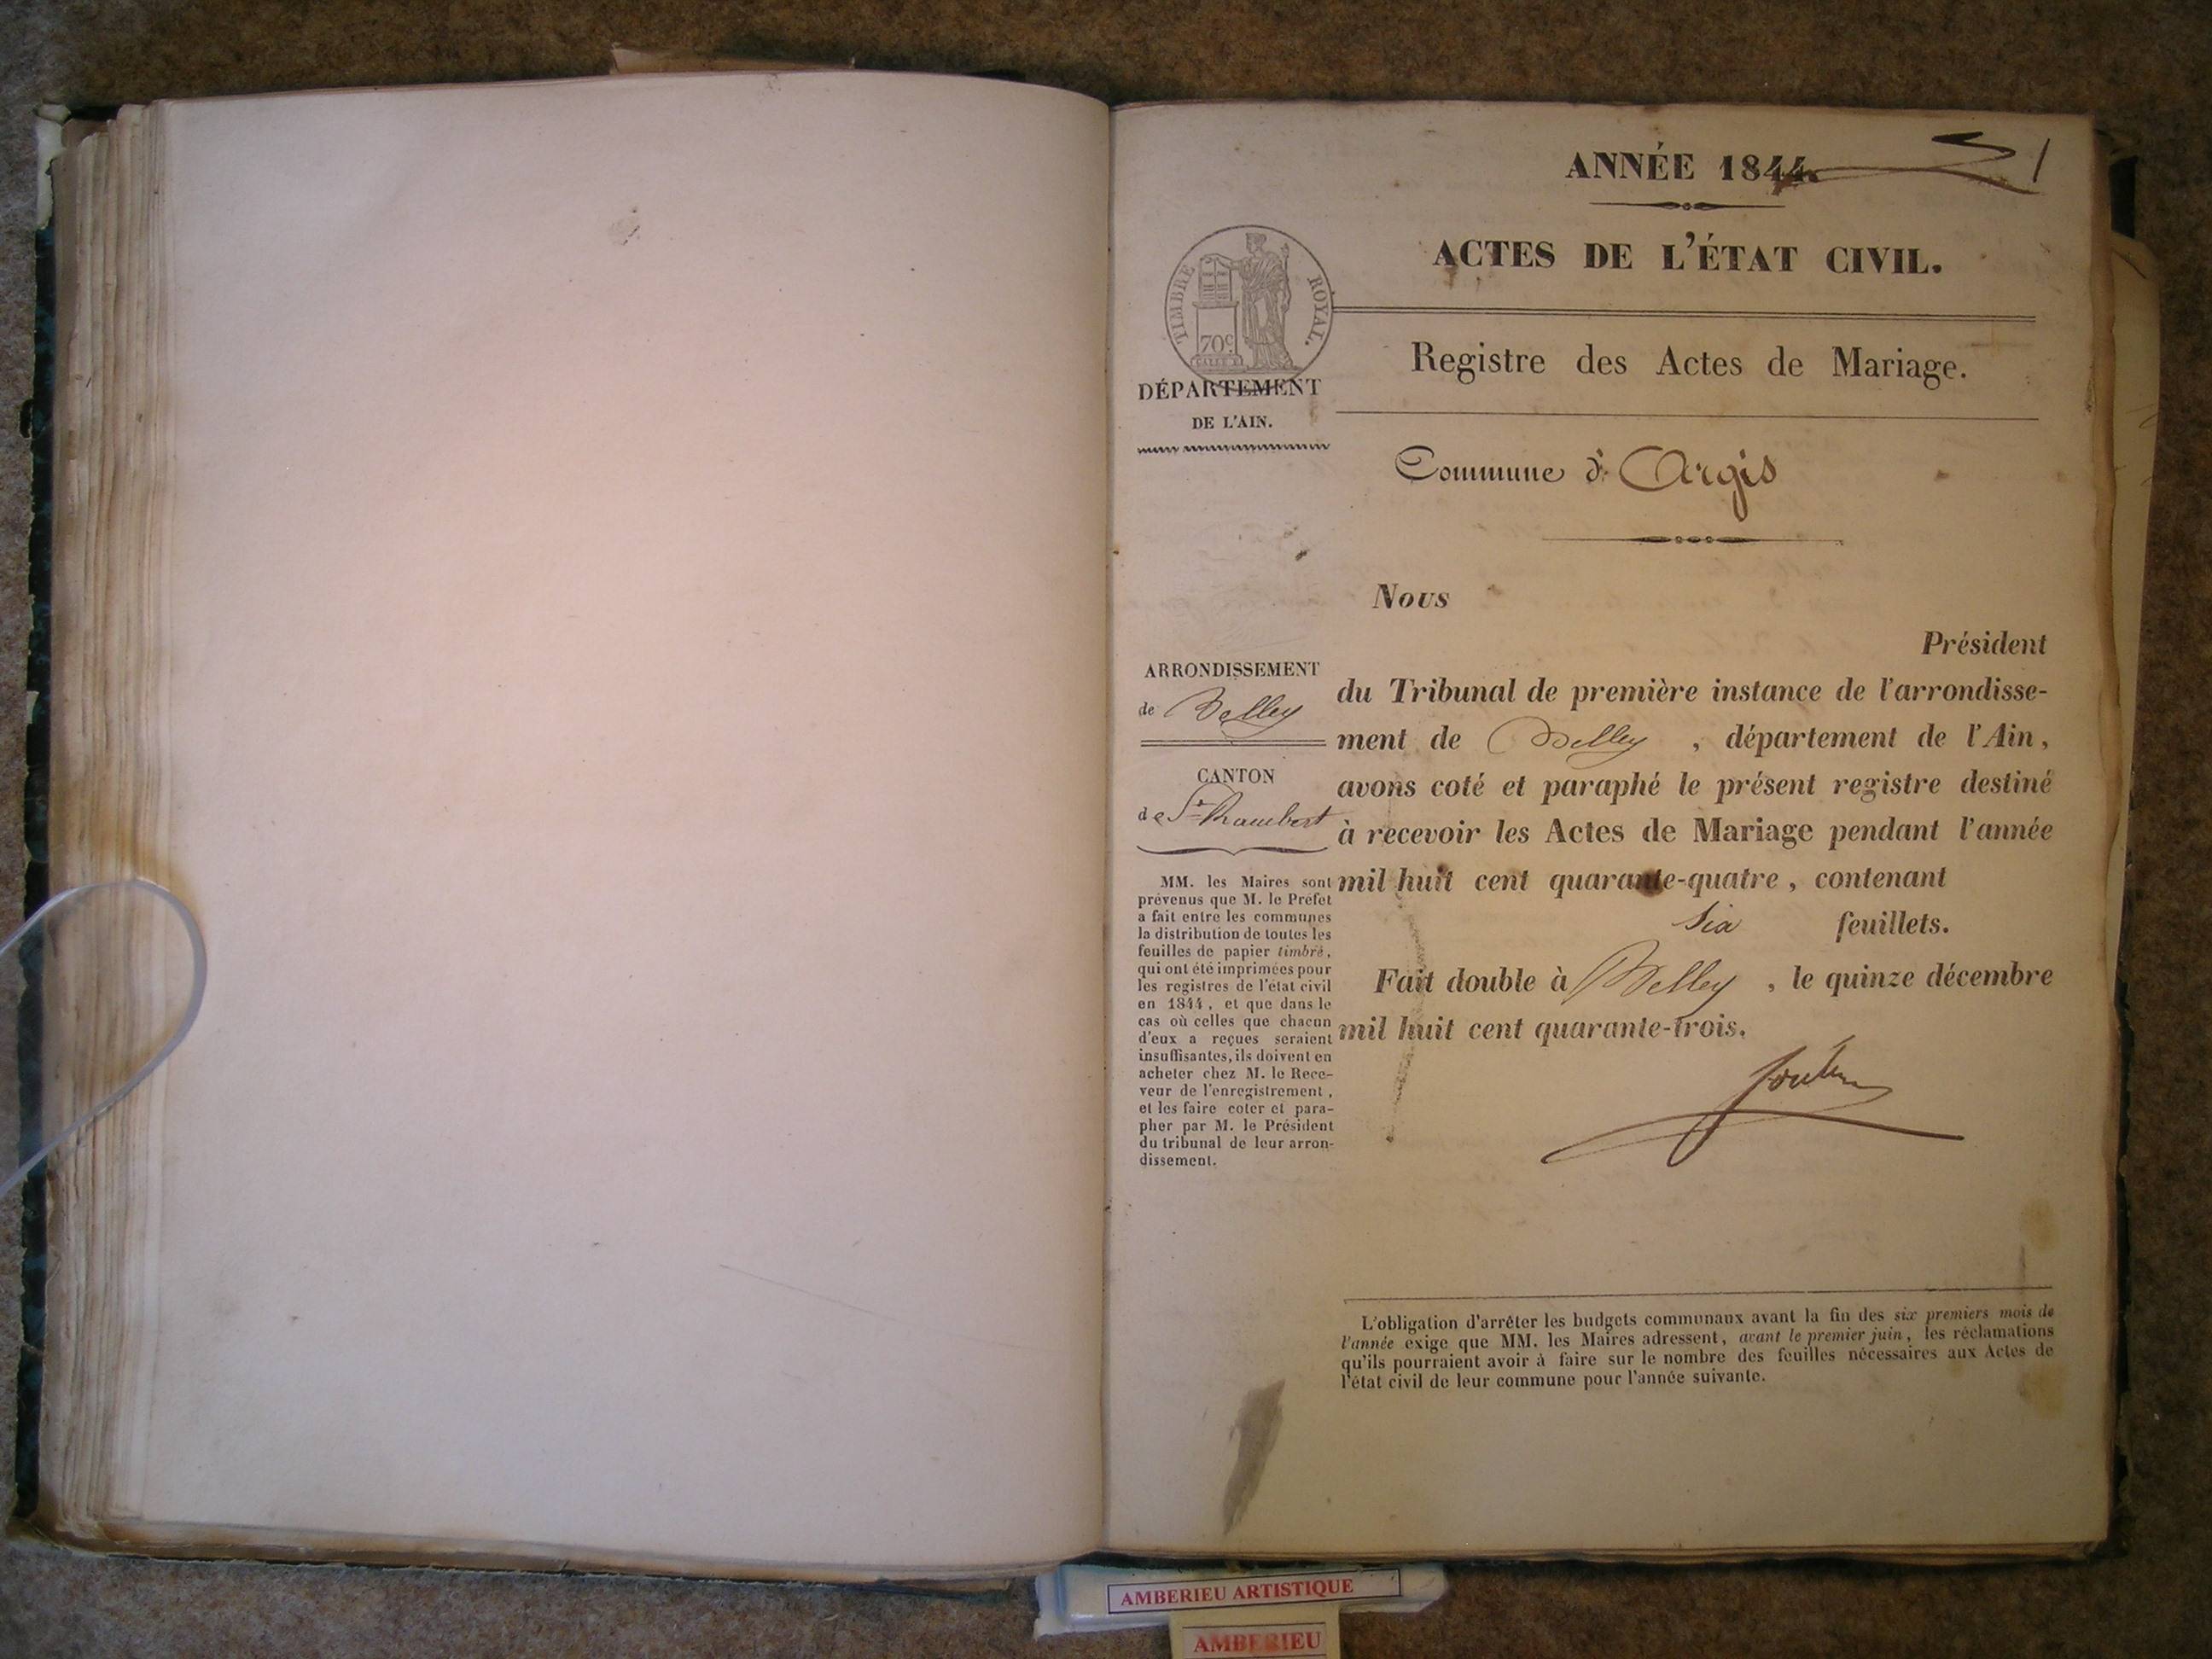 ANNÉE 1844.
1
ACTES DE L'ÉTAT CIVIL.
TIMBRE ROYAL.
70c
Registre des Actes de Mariage.
DÉPARTEMENT
DE L'AIN.
Commune d'Argis
Nous
Président
du Tribunal de première instance de l'arrondisse-
ment de Belley, département de l'Ain,
avons coté et paraphé le présent registre destiné
à recevoir les Actes de Mariage pendant l'année
mil huit cent quarante-quatre, contenant
six feuillets.
Fait double à Belley, le quinze décembre
mil huit cent quarante-trois.
ARRONDISSEMENT
de Belley
CANTON
de St Rambert
MM. les Maires sont
prévenus que M. le Préfet
a fait entre les communes
la distribution de toutes les
feuilles de papier timbré,
qui ont été imprimées pour
les registres de l'état civil
en 1844, et que dans le
cas où celles que chacun
d'eux a reçues seraient
insuffisantes, ils doivent en
acheter chez M. le Rece-
veur de l'enregistrement,
et les faire coter et para-
pher par M. le Président
du tribunal de leur arron-
dissement.
L'obligation d'arrêter les budgets communaux avant la fin des six premiers mois de
l'année exige que MM. les Maires adressent, avant le premier juin, les réclamations
qu'ils pourraient avoir à faire sur le nombre des feuilles nécessaires aux Actes de
l'état civil de leur commune pour l'année suivante.
AMBERIEU ARTISTIQUE
AMBERIEU